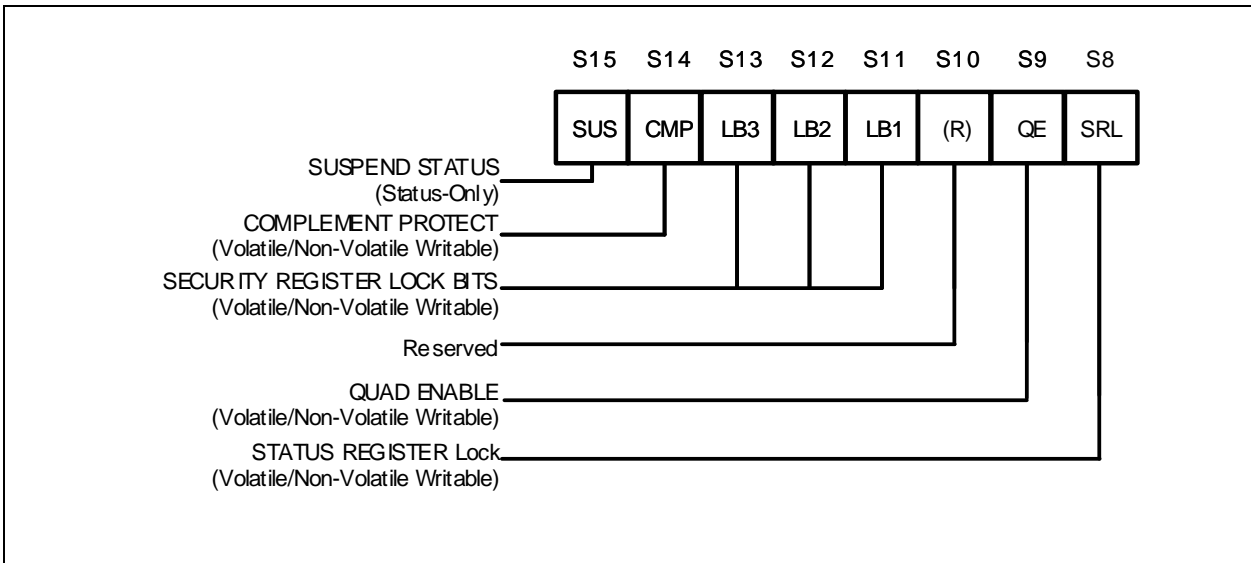 S15 S14 S13 S12 S11 S10 S9 S8
SUS CMP LB3 LB2 LB1 (R) QE SRL
SUSPEND STATUS
(Status-Only)
COMPLEMENT PROTECT
(Volatile/Non-Volatile Writable)
SECURITY REGISTER LOCK BITS
(Volatile/Non-Volatile Writable)
Reserved
QUAD ENABLE
(Volatile/Non-Volatile Writable)
STATUS REGISTER Lock
(Volatile/Non-Volatile Writable)